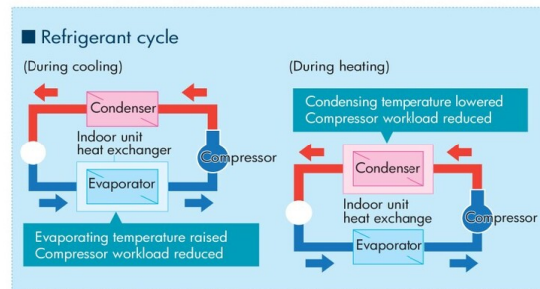 Refrigerant cycle
(During cooling)
Condenser
Indoor unit
heat exchanger
Compressor
Evaporator
Evaporating temperature raised
Compressor workload reduced
(During heating)
Condensing temperature lowered
Compressor workload reduced
Condenser
Indoor unit
heat exchange
Compressor
Evaporator